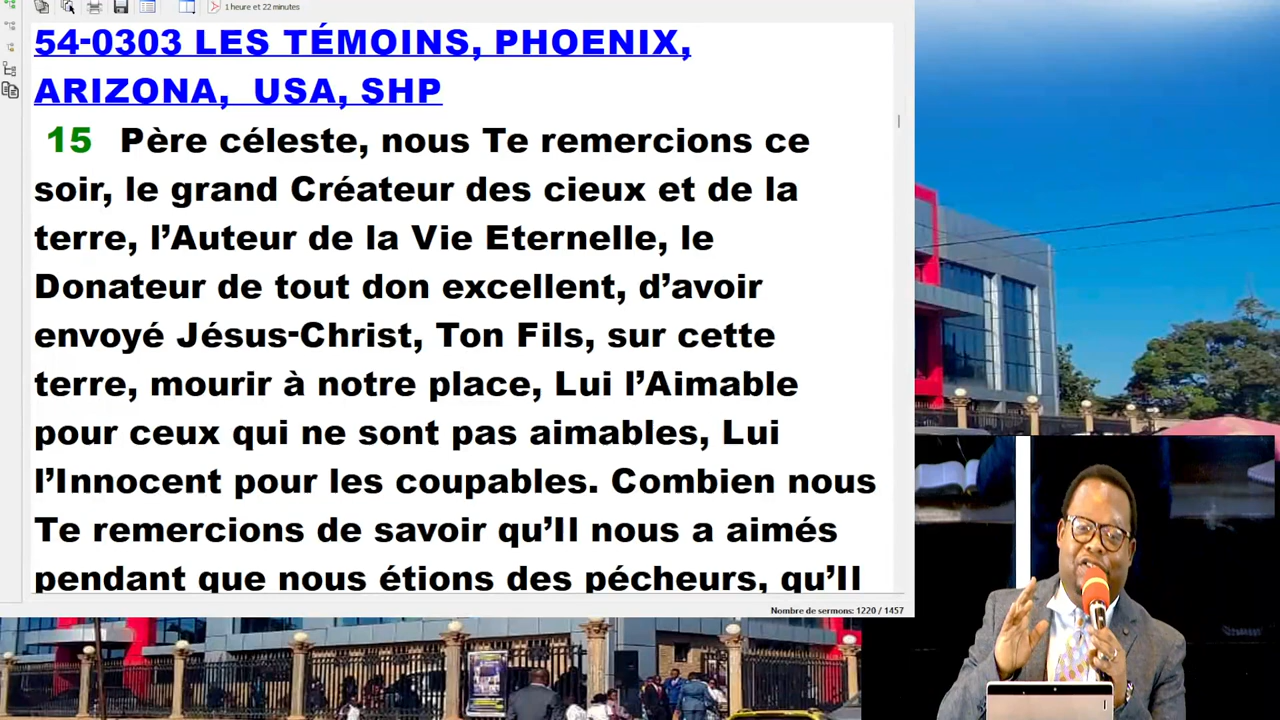 1 heure et 22 minutes
54-0303 LES TÉMOINS, PHOENIX,
ARIZONA, USA, SHP
15 Père céleste, nous Te remercions ce
soir, le grand Créateur des cieux et de la
terre, l’Auteur de la Vie Eternelle, le
Donateur de tout don excellent, d’avoir
envoyé Jésus-Christ, Ton Fils, sur cette
terre, mourir à notre place, Lui l’Aimable
pour ceux qui ne sont pas aimables, Lui
l’Innocent pour les coupables. Combien nous
Te remercions de savoir qu’Il nous a aimés
pendant que nous étions des pécheurs, qu’Il
Nombre de sermons: 1220 / 1457